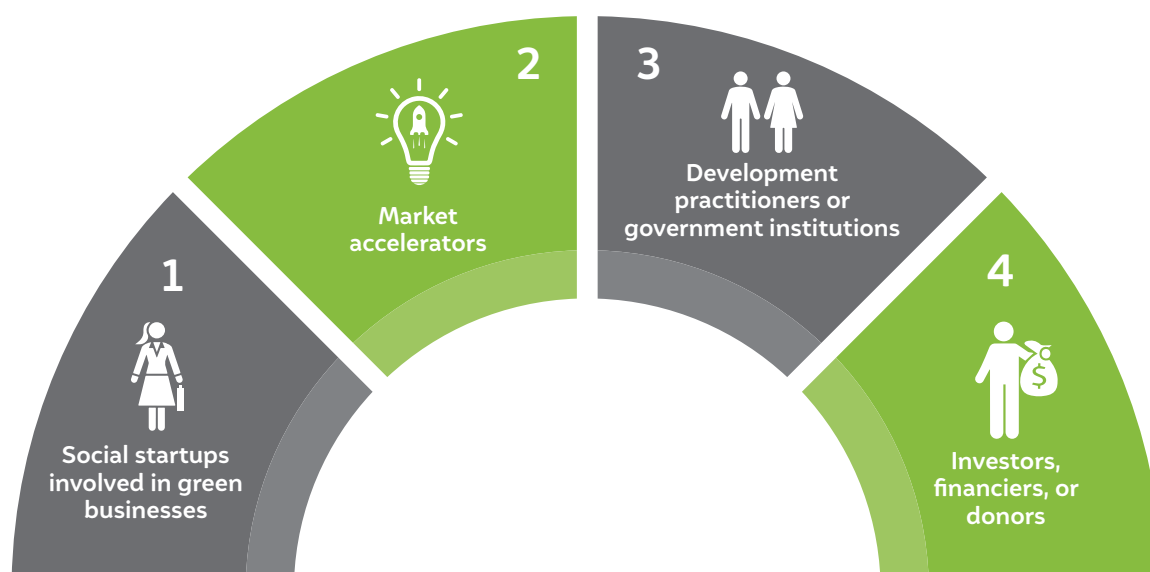 1
Social startups
involved in green
businesses
2
Market
accelerators
3
Development
practitioners or
government institutions
4
$
Investors,
financiers, or
donors